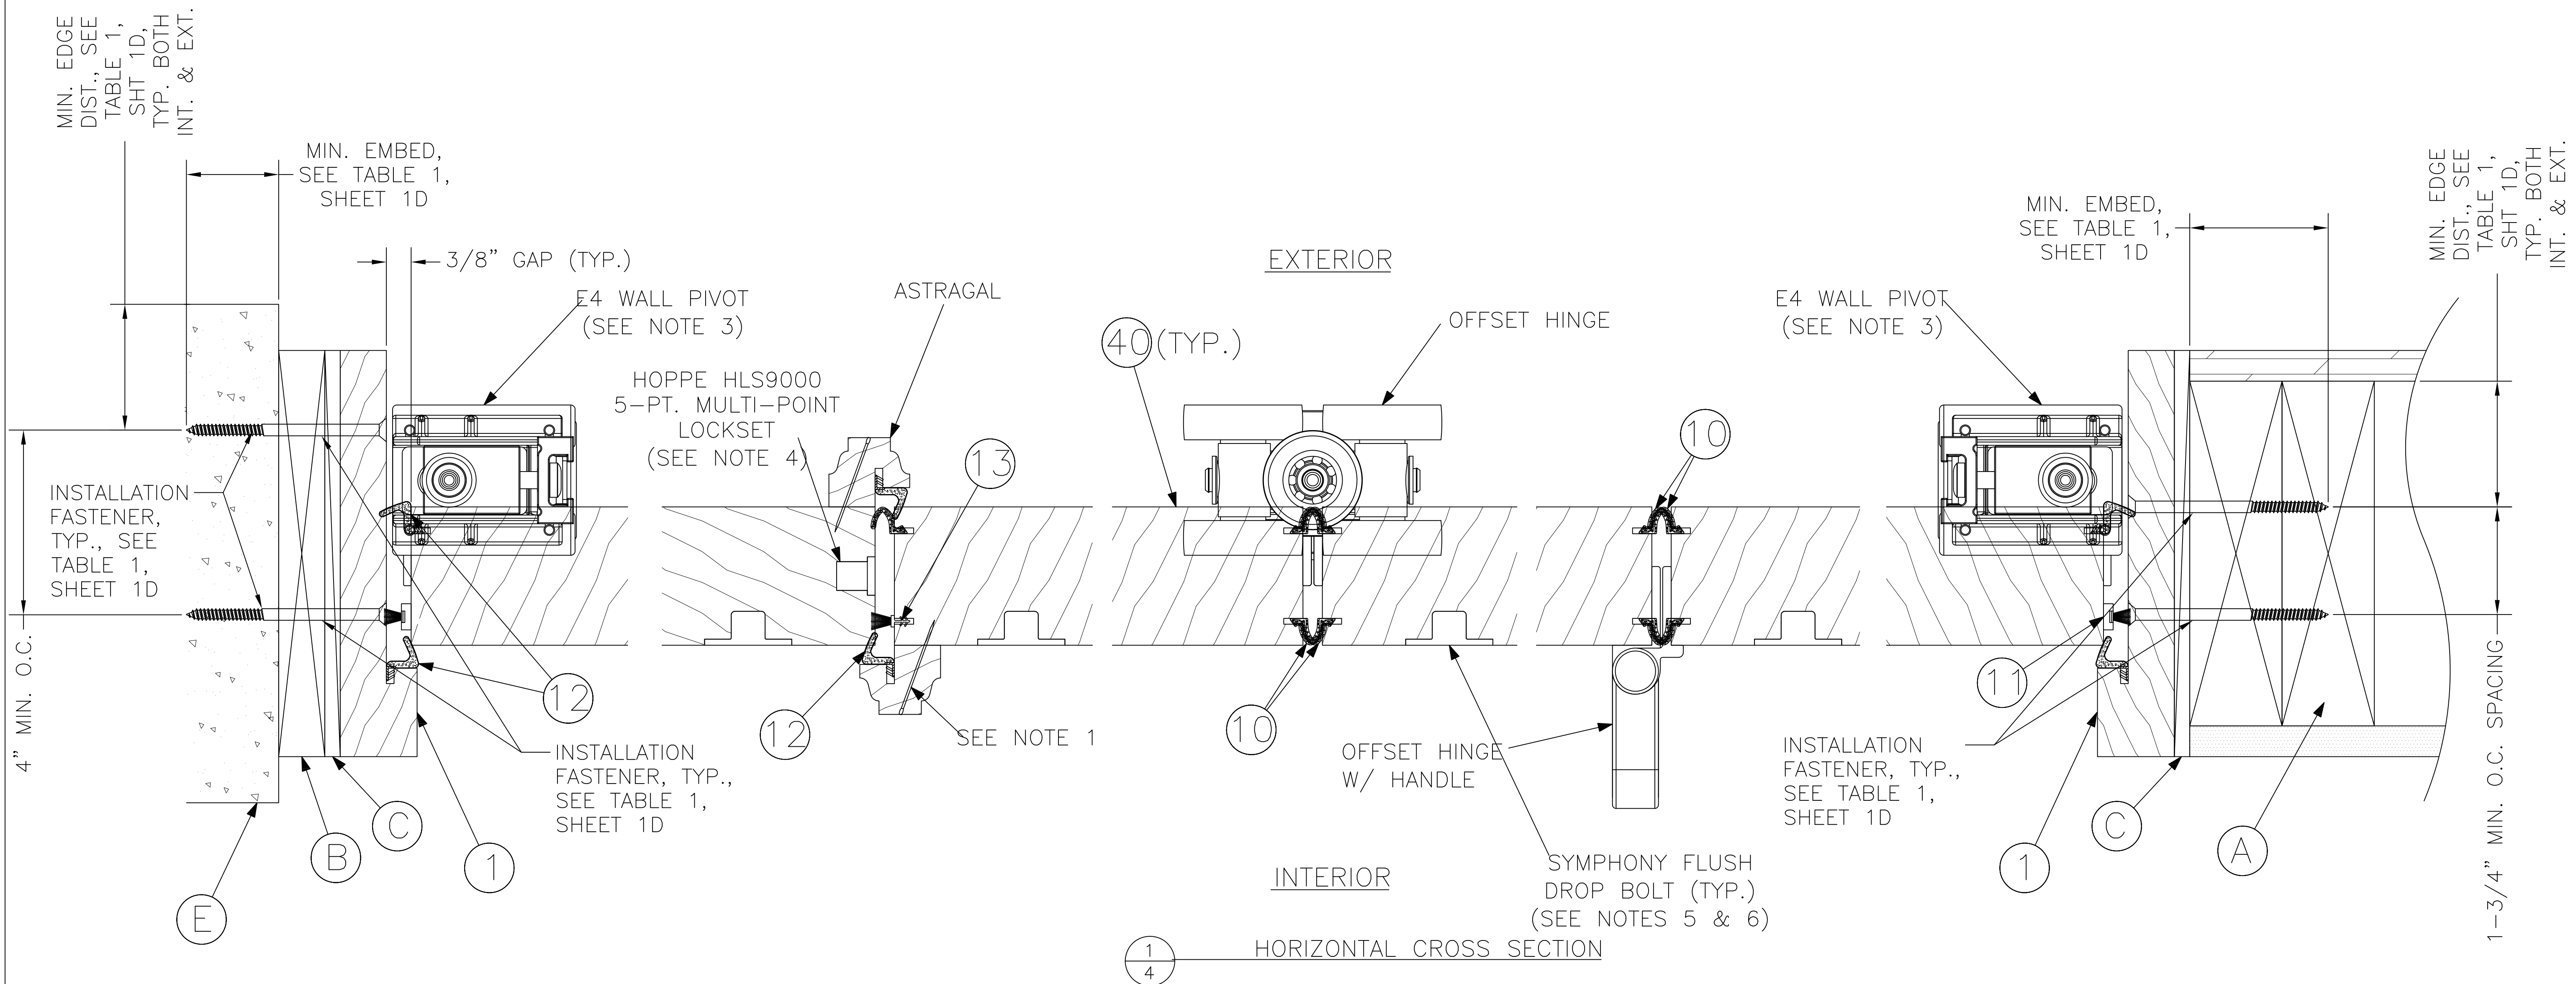 MIN. EDGE
DIST., SEE
TABLE 1,
SHT 1D,
TYP. BOTH
INT. & EXT.
MIN. EMBED,
SEE TABLE 1,
SHEET 1D
3/8" GAP (TYP.)
E4 WALL PIVOT
(SEE NOTE 3)
ASTRAGAL
HOPPE HLS9000
5-PT. MULTI-POINT
LOCKSET
(SEE NOTE 4)
13
INSTALLATION
FASTENER,
TYP., SEE
TABLE 1,
SHEET 1D
4" MIN. O.C.
12
12
SEE NOTE 1
INSTALLATION
FASTENER, TYP.,
SEE TABLE 1,
SHEET 1D
E
B
C
1
EXTERIOR
40 (TYP.)
OFFSET HINGE
10
10
OFFSET HINGE
W/ HANDLE
INTERIOR
SYMPHONY FLUSH
DROP BOLT (TYP.)
(SEE NOTES 5 & 6)
MIN. EMBED,
SEE TABLE 1,
SHEET 1D
E4 WALL PIVOT
(SEE NOTE 3)
MIN. EDGE
DIST., SEE
TABLE 1,
SHT 1D,
TYP. BOTH
INT. & EXT.
11
INSTALLATION
FASTENER, TYP.,
SEE TABLE 1,
SHEET 1D
1
C
A
1-3/4" MIN. O.C. SPACING
1
4
HORIZONTAL CROSS SECTION